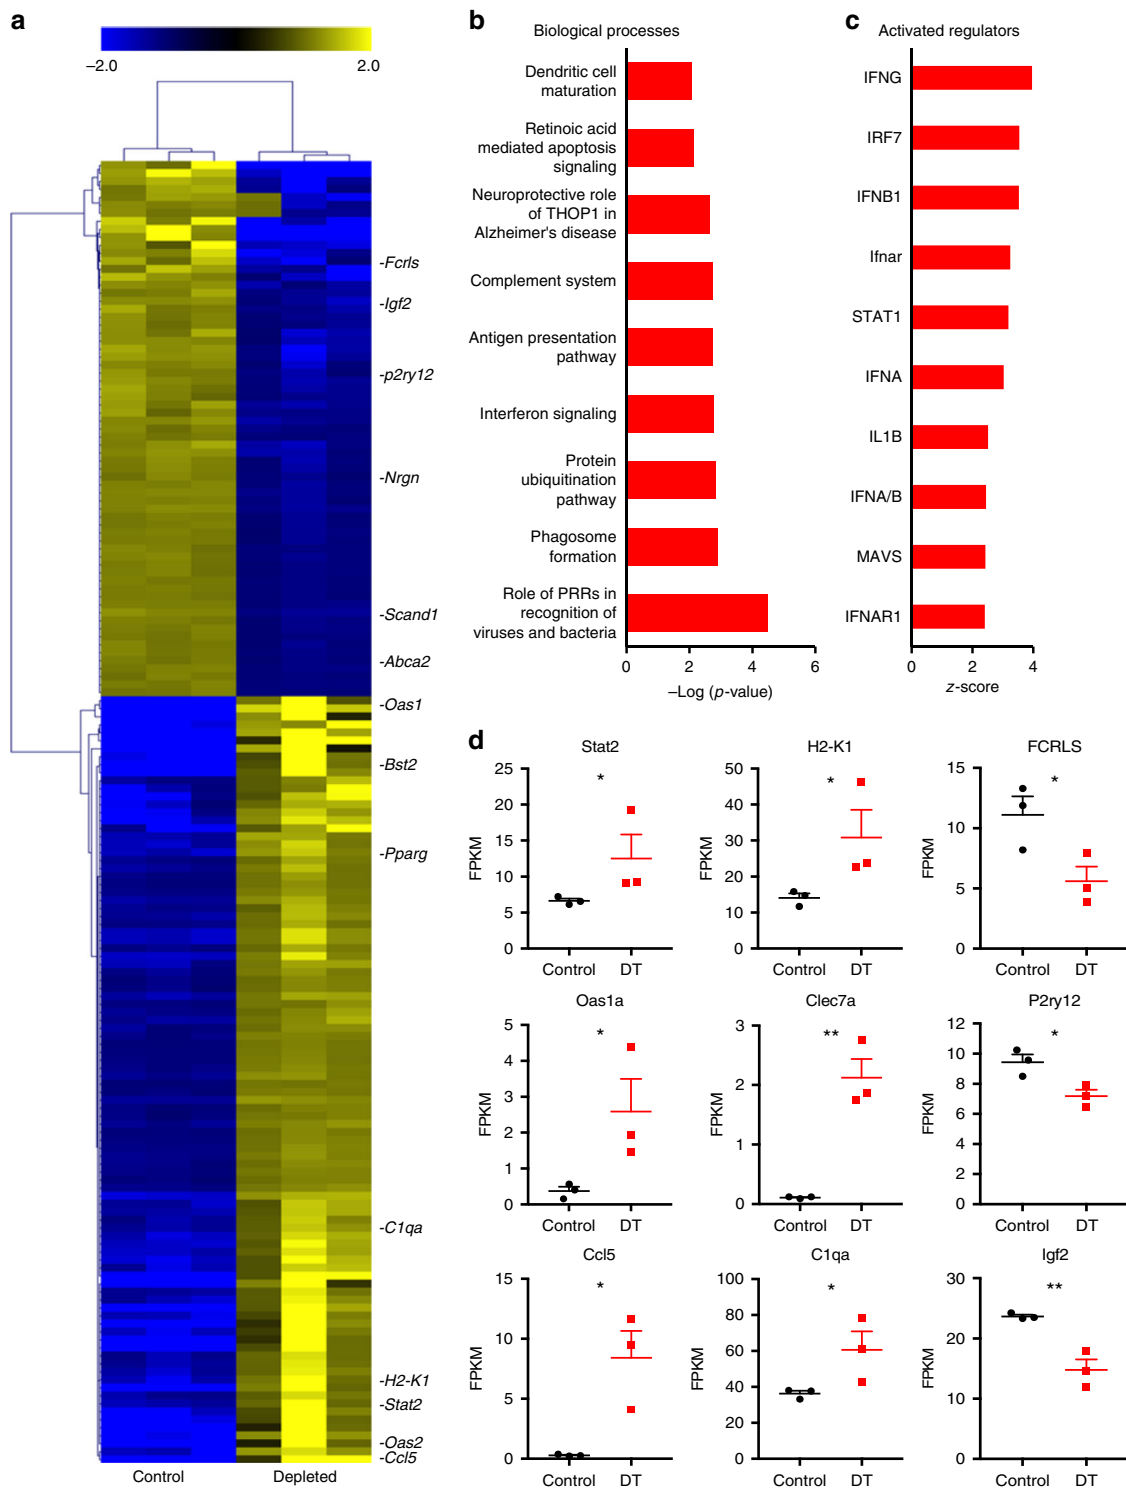 a
−2.0
2.0
-Fcrls
-Igf2
-p2ry12
-Nrgn
-Scand1
-Abca2
-Oas1
-Bst2
-Pparg
-C1qa
-H2-K1
-Stat2
-Oas2
-Ccl5
Control
Depleted
b
Biological processes
Dendritic cell
maturation
Retinoic acid
mediated apoptosis
signaling
Neuroprotective role
of THOP1 in
Alzheimer's disease
Complement system
Antigen presentation
pathway
Interferon signaling
Protein
ubiquitination
pathway
Phagosome
formation
Role of PRRs in
recognition of
viruses and bacteria
0 2 4 6
−Log (p-value)
c
Activated regulators
IFNG
IRF7
IFNB1
Ifnar
STAT1
IFNA
IL1B
IFNA/B
MAVS
IFNAR1
0 2 4
z-score
d
Stat2
FPKM
25
20
15
10
5
0
*
Control DT
H2-K1
FPKM
50
40
30
20
10
0
*
Control DT
FCRLS
FPKM
15
10
5
0
*
Control DT
Oas1a
FPKM
5
4
3
2
1
0
*
Control DT
Clec7a
FPKM
3
2
1
0
**
Control DT
P2ry12
FPKM
12
10
8
6
4
2
0
*
Control DT
Ccl5
FPKM
15
10
5
0
*
Control DT
C1qa
FPKM
100
80
60
40
20
0
*
Control DT
Igf2
FPKM
30
20
10
0
**
Control DT